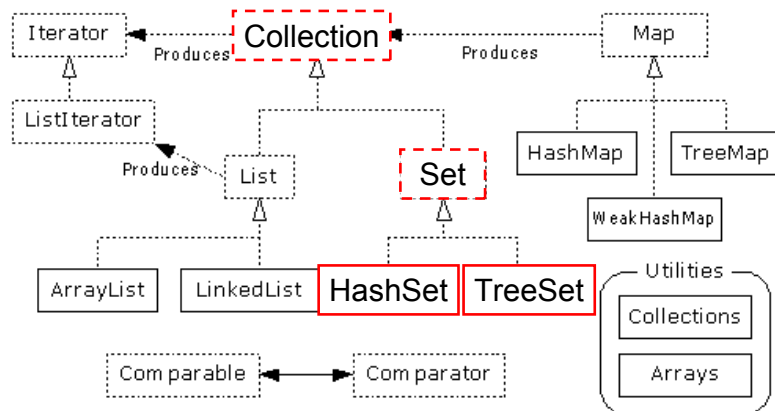 Iterator
Collection
Map
Produces
Produces
ListIterator
HashMap
TreeMap
Produces
List
Set
WeakHashMap
ArrayList
LinkedList
HashSet
TreeSet
Utilities
Collections
Comparable
Comparator
Arrays